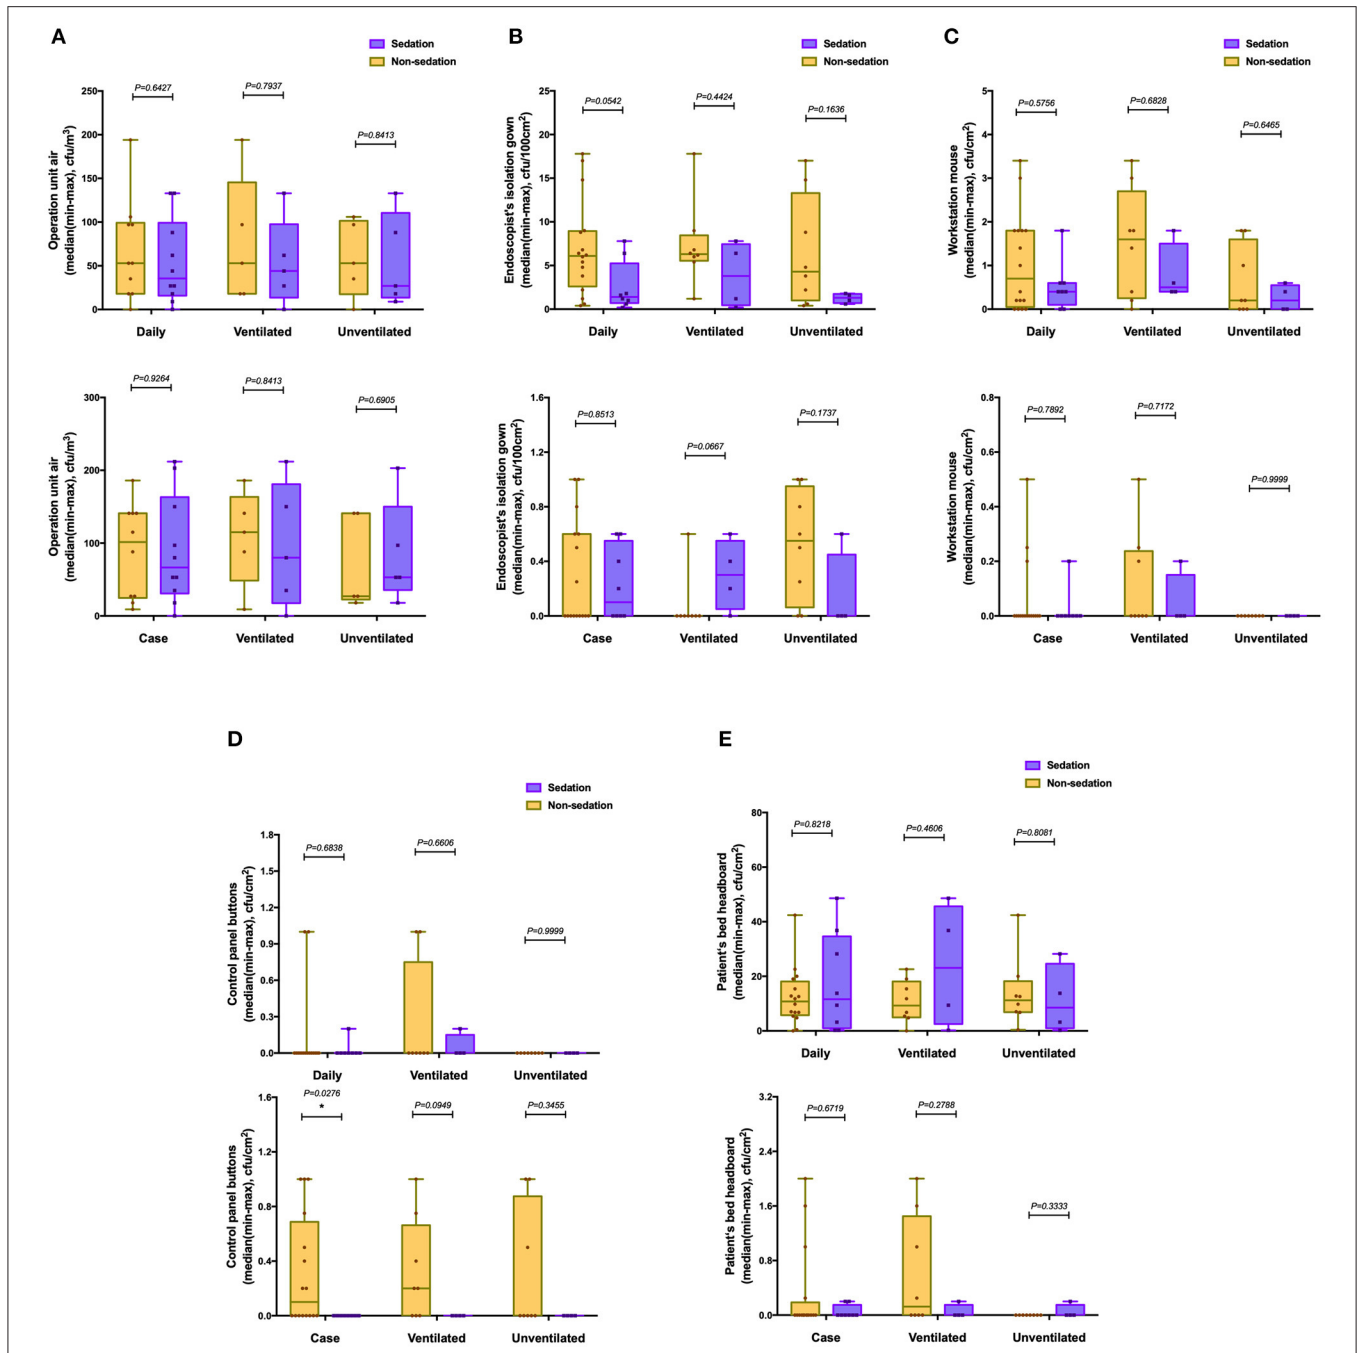 A
Sedation
Non-sedation
P=0.6427
P=0.7937
P=0.8413
Operation unit air
(median(min-max), cfu/m³)
250
200
150
100
50
0
Daily
Ventilated
Unventilated
P=0.9264
P=0.8413
P=0.6905
Operation unit air
(median(min-max), cfu/m³)
300
200
100
0
Case
Ventilated
Unventilated
B
Sedation
Non-sedation
P=0.0542
P=0.4424
P=0.1636
Endoscopist's isolation gown
(median(min-max), cfu/100cm²)
25
20
15
10
5
0
Daily
Ventilated
Unventilated
P=0.8513
P=0.0667
P=0.1737
Endoscopist's isolation gown
(median(min-max), cfu/100cm²)
1.6
1.2
0.8
0.4
0.0
Case
Ventilated
Unventilated
C
Sedation
Non-sedation
P=0.5756
P=0.6828
P=0.6465
Workstation mouse
(median(min-max), cfu/cm²)
5
4
3
2
1
0
Daily
Ventilated
Unventilated
P=0.7892
P=0.7172
P=0.9999
Workstation mouse
(median(min-max), cfu/cm²)
0.8
0.6
0.4
0.2
0.0
Case
Ventilated
Unventilated
D
Sedation
Non-sedation
P=0.6838
P=0.6606
P=0.9999
Control panel buttons
(median(min-max), cfu/cm²)
1.8
1.5
1.2
0.9
0.6
0.3
0.0
Daily
Ventilated
Unventilated
P=0.0276
*
P=0.0949
P=0.3455
Control panel buttons
(median(min-max), cfu/cm²)
1.6
1.2
0.8
0.4
0.0
Case
Ventilated
Unventilated
E
Sedation
Non-sedation
P=0.8218
P=0.4606
P=0.8081
Patient's bed headboard
(median(min-max), cfu/cm²)
80
60
40
20
0
Daily
Ventilated
Unventilated
P=0.6719
P=0.2788
P=0.3333
Patient's bed headboard
(median(min-max), cfu/cm²)
3.2
2.4
1.6
0.8
0.0
Case
Ventilated
Unventilated